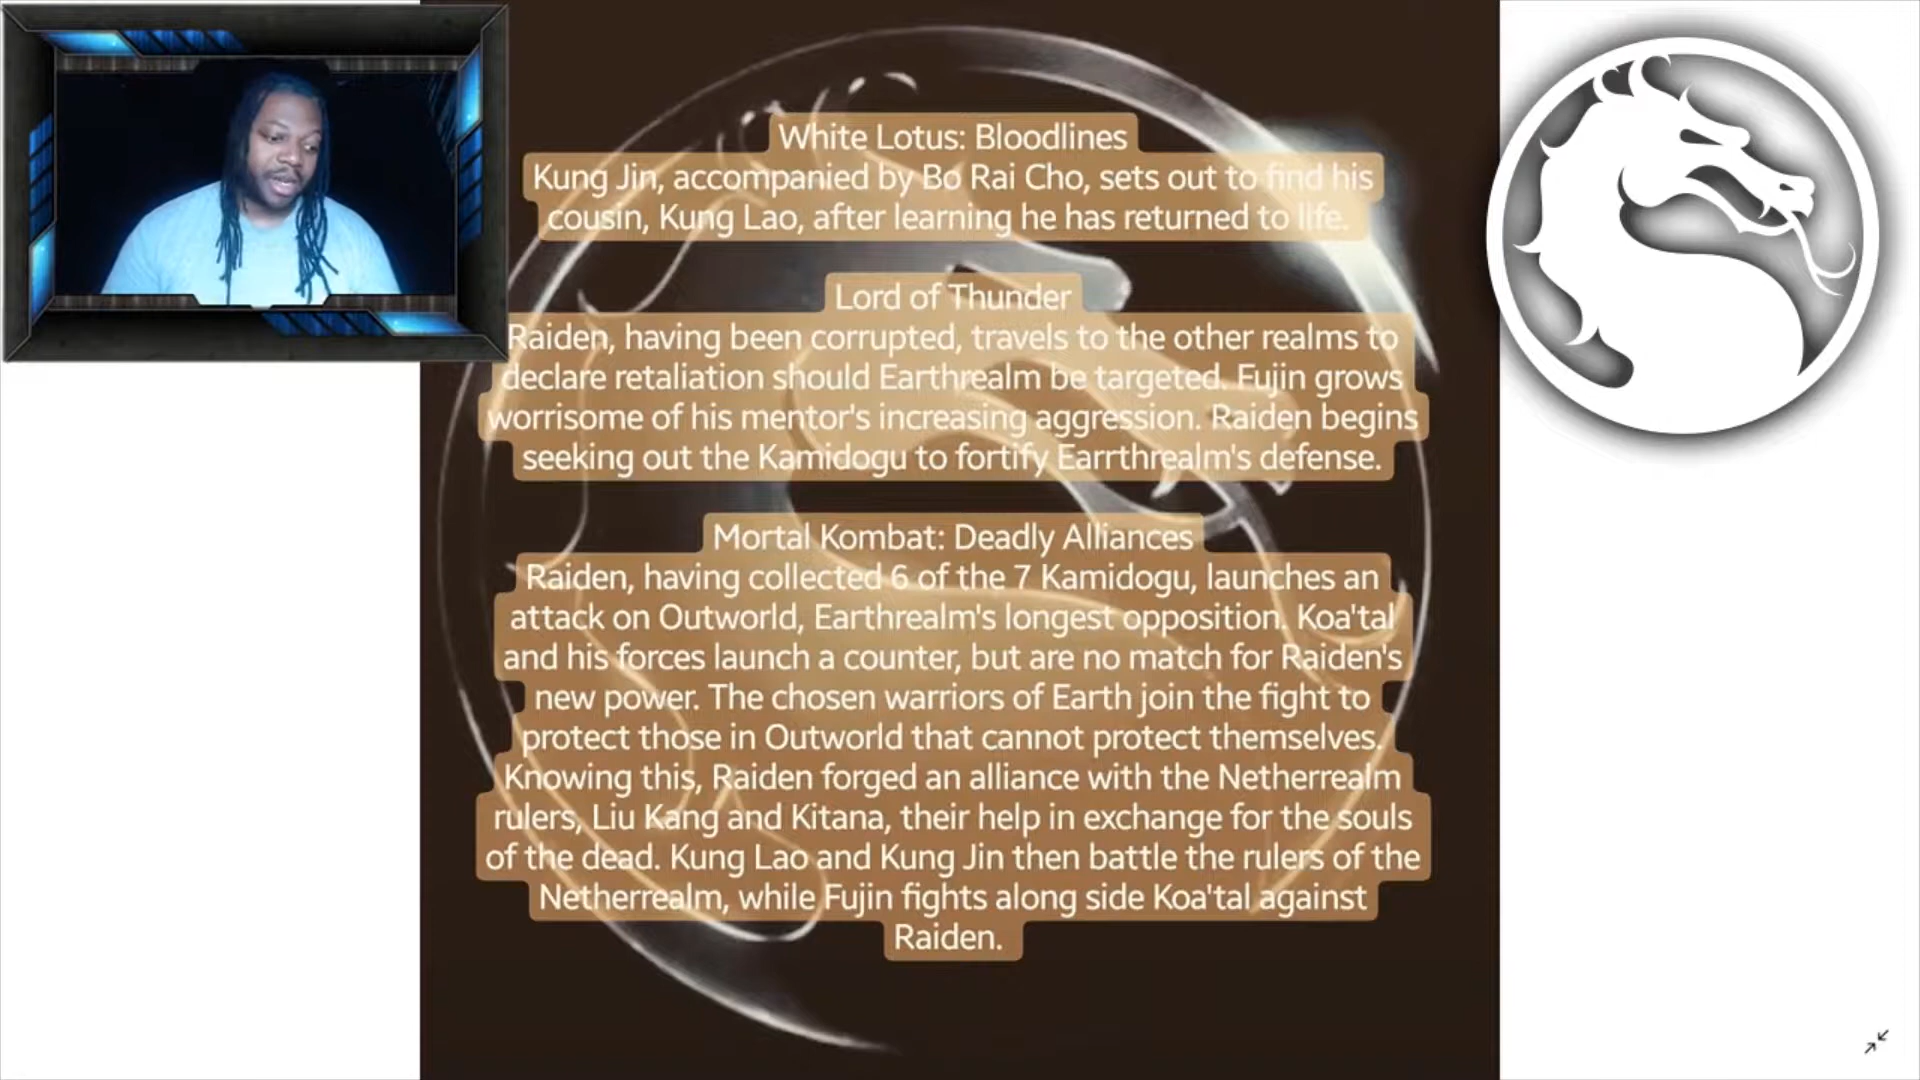 White Lotus: Bloodlines
Kung Jin, accompanied by Bo Rai Cho, sets out to find his
cousin, Kung Lao, after learning he has returned to life.
Lord of Thunder
Raiden, having been corrupted, travels to the other realms to
declare retaliation should Earthrealm be targeted. Fujin grows
worrisome of his mentor's increasing aggression. Raiden begins
seeking out the Kamidogu to fortify Earrthrealm's defense.
Mortal Kombat: Deadly Alliances
Raiden, having collected 6 of the 7 Kamidogu, launches an
attack on Outworld, Earthrealm's longest opposition. Koa'tal
and his forces launch a counter, but are no match for Raiden's
new power. The chosen warriors of Earth join the fight to
protect those in Outworld that cannot protect themselves.
Knowing this, Raiden forged an alliance with the Netherrealm
rulers, Liu Kang and Kitana, their help in exchange for the souls
of the dead. Kung Lao and Kung Jin then battle the rulers of the
Netherrealm, while Fujin fights along side Koa'tal against
Raiden.